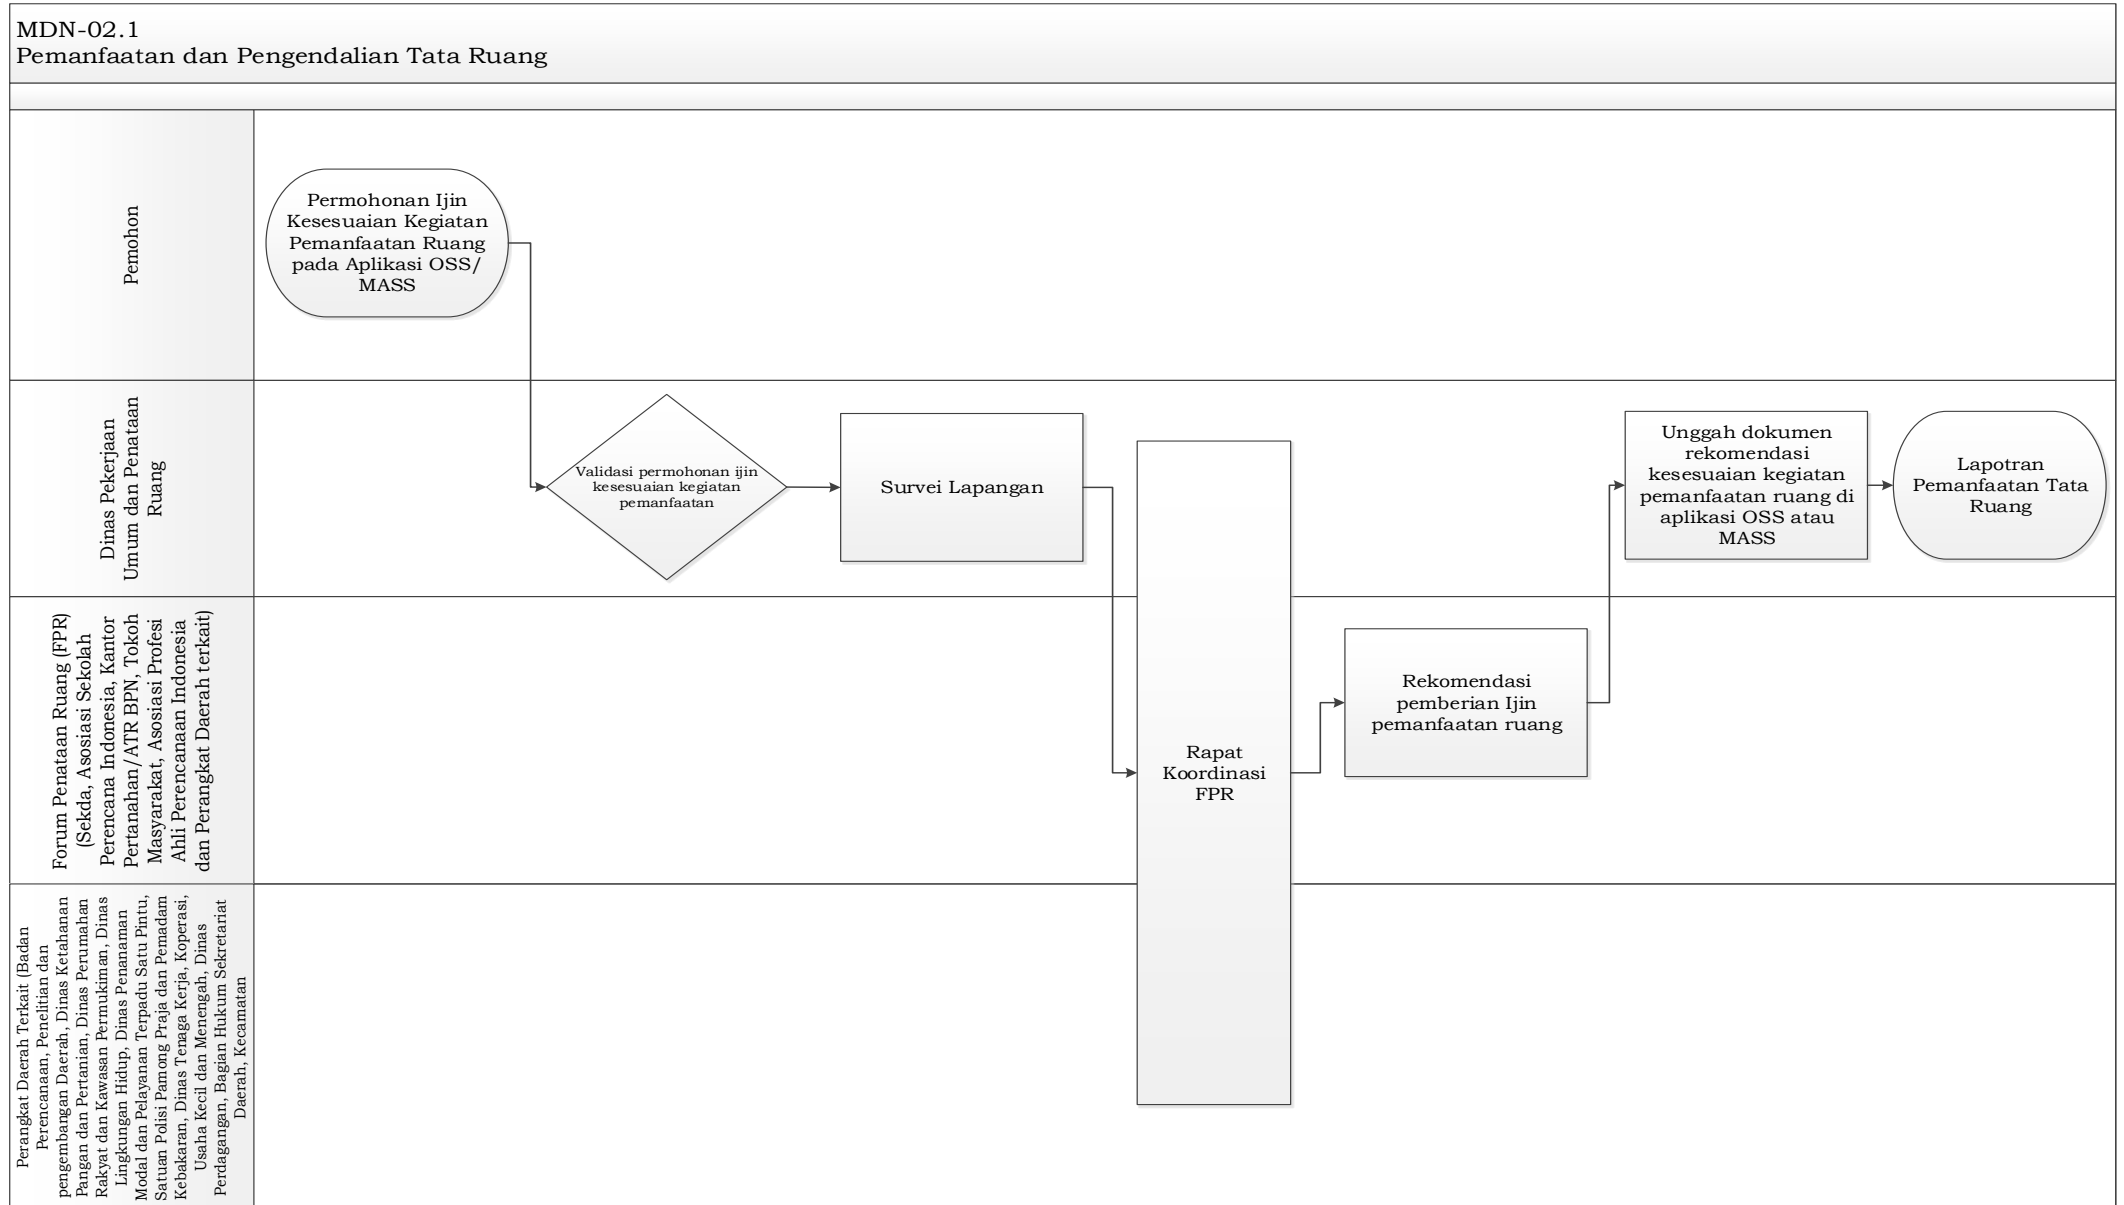 MDN-02.1
Pemanfaatan dan Pengendalian Tata Ruang
Pemohon
Permohonan Ijin
Kesesuaian Kegiatan
Pemanfaatan Ruang
pada Aplikasi OSS/
MASS
Dinas Pekerjaan
Umum dan Penataan
Ruang
Validasi permohonan ijin
kesesuaian kegiatan
pemanfaatan
Survei Lapangan
Unggah dokumen
rekomendasi
kesesuaian kegiatan
pemanfaatan ruang di
aplikasi OSS atau
MASS
Lapotran
Pemanfaatan Tata
Ruang
Forum Penataan Ruang (FPR)
(Sekda, Asosiasi Sekolah
Perencana Indonesia, Kantor
Pertanahan/ATR BPN, Tokoh
Masyarakat, Asosiasi Profesi
Ahli Perencanaan Indonesia
dan Perangkat Daerah terkait)
Rapat
Koordinasi
FPR
Rekomendasi
pemberian Ijin
pemanfaatan ruang
Perangkat Daerah Terkait (Badan
Perencanaan, Penelitian dan
pengembangan Daerah, Dinas Ketahanan
Pangan dan Pertanian, Dinas Perumahan
Rakyat dan Kawasan Permukiman, Dinas
Lingkungan Hidup, Dinas Penanaman
Modal dan Pelayanan Terpadu Satu Pintu,
Satuan Polisi Pamong Praja dan Pemadam
Kebakaran, Dinas Tenaga Kerja, Koperasi,
Usaha Kecil dan Menengah, Dinas
Perdagangan, Bagian Hukum Sekretariat
Daerah, Kecamatan